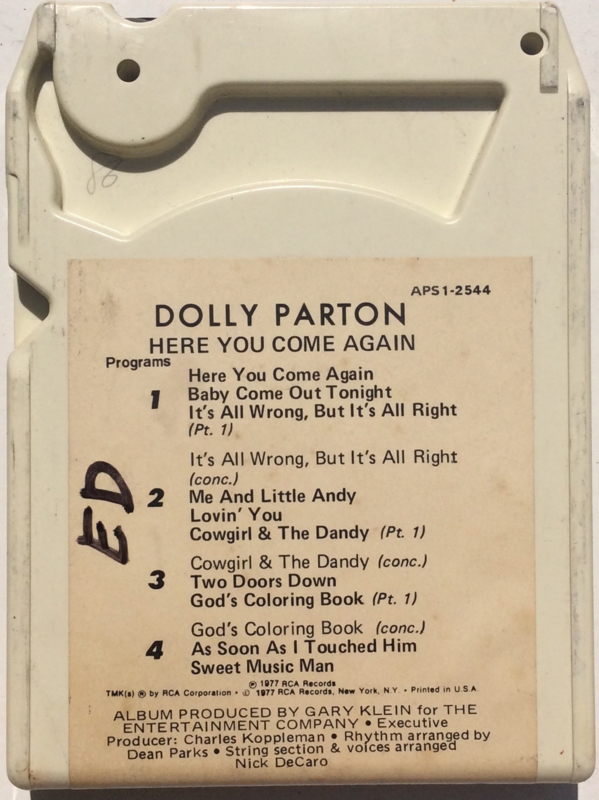 86
APS1-2544
DOLLY PARTON
HERE YOU COME AGAIN
Programs
1
Here You Come Again
Baby Come Out Tonight
It's All Wrong, But It's All Right
(Pt. 1)
2
It's All Wrong, But It's All Right
(conc.)
Me And Little Andy
Lovin' You
Cowgirl & The Dandy (Pt. 1)
3
Cowgirl & The Dandy (conc.)
Two Doors Down
God's Coloring Book (Pt. 1)
4
God's Coloring Book (conc.)
As Soon As I Touched Him
Sweet Music Man
ED
℗ 1977 RCA Records
TMK(s) ® by RCA Corporation • © 1977 RCA Records, New York, N.Y. • Printed in U.S.A.
ALBUM PRODUCED BY GARY KLEIN for THE
ENTERTAINMENT COMPANY • Executive
Producer: Charles Koppleman • Rhythm arranged by
Dean Parks • String section & voices arranged
Nick DeCaro